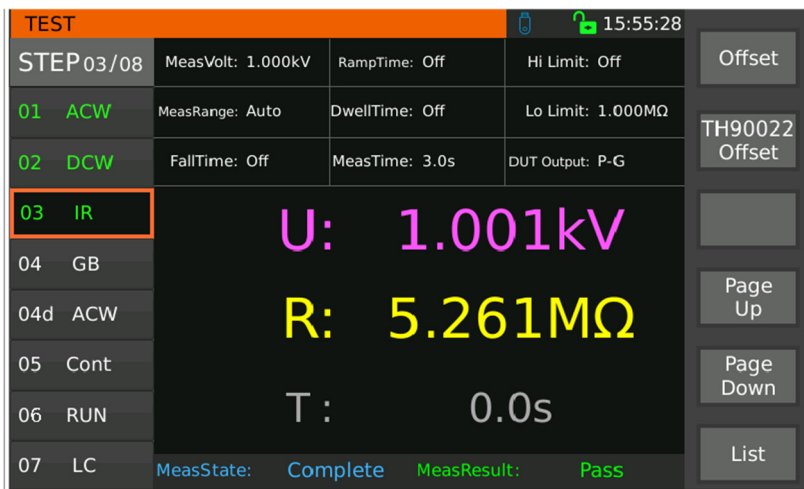 TEST
15:55:28
STEP 03/08
MeasVolt: 1.000kV
RampTime: Off
Hi Limit: Off
MeasRange: Auto
DwellTime: Off
Lo Limit: 1.000MΩ
FallTime: Off
MeasTime: 3.0s
DUT Output: P-G
01 ACW
02 DCW
03 IR
04 GB
04d ACW
05 Cont
06 RUN
07 LC
U: 1.001kV
R: 5.261MΩ
T: 0.0s
MeasState: Complete MeasResult: Pass
Offset
TH90022
Offset
Page
Up
Page
Down
List